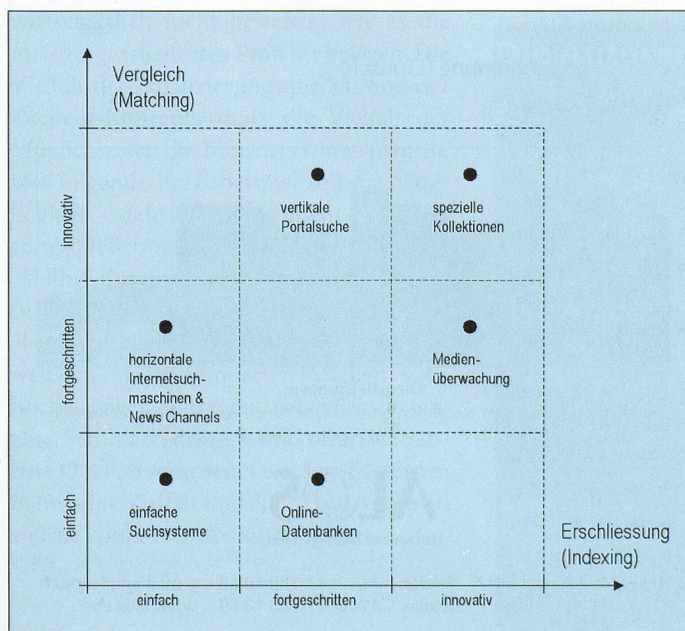 Vergleich
(Matching)
innovativ
vertikale
Portalsuche
spezielle
Kollektionen
fortgeschritten
horizontale
Internetsuch-
maschinen &
News Channels
Medien-
überwachung
einfach
einfache
Suchsysteme
Online-
Datenbanken
Erschliessung
(Indexing)
einfach
fortgeschritten
innovativ